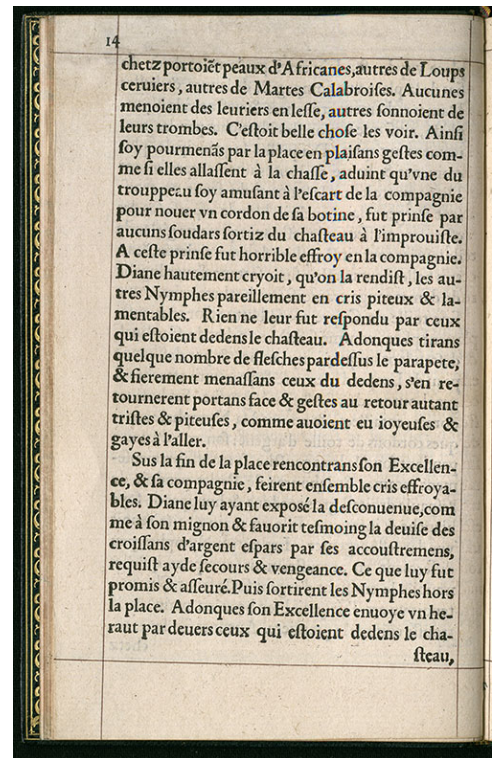 14
chetz portoiẽt peaux d'Africanes,autres de Loups
ceruiers, autres de Martes Calabroiſes. Aucunes
menoient des leuriers en leſſe, autres ſonnoient de
leurs trombes. C'eſtoit belle choſe les voir. Ainſi
ſoy pourmenãs par la place en plaiſans geſtes com-
me ſi elles allaſſent à la chaſſe, aduint qu'vne du
trouppeau ſoy amuſant à l'eſcart de la compagnie
pour nouer vn cordon de ſa botine, fut prinſe par
aucuns ſoudars ſortiz du chaſteau à l'improuiſte.
A ceſte prinſe fut horrible effroy en la compagnie.
Diane hautement cryoit, qu'on la rendiſt, les au-
tres Nymphes pareillement en cris piteux & la-
mentables. Rien ne leur fut reſpondu par ceux
qui eſtoient dedens le chaſteau. Adonques tirans
quelque nombre de fleſches pardeſſus le parapete,
& fierement menaſſans ceux du dedens, s'en re-
tournerent portans face & geſtes au retour autant
triſtes & piteuſes, comme auoient eu ioyeuſes &
gayes à l'aller.
Sus la fin de la place rencontrans ſon Excellen-
ce, & ſa compagnie, feirent enſemble cris effroya-
bles. Diane luy ayant expoſé la deſconuenue,com
me à ſon mignon & fauorit teſmoing la deuiſe des
croiſſans d'argent eſpars par ſes accouſtremens,
requiſt ayde ſecours & vengeance. Ce que luy fut
promis & aſſeuré.Puis ſortirent les Nymphes hors
la place. Adonques ſon Excellence enuoye vn he-
raut par deuers ceux qui eſtoient dedens le cha-
ſteau,